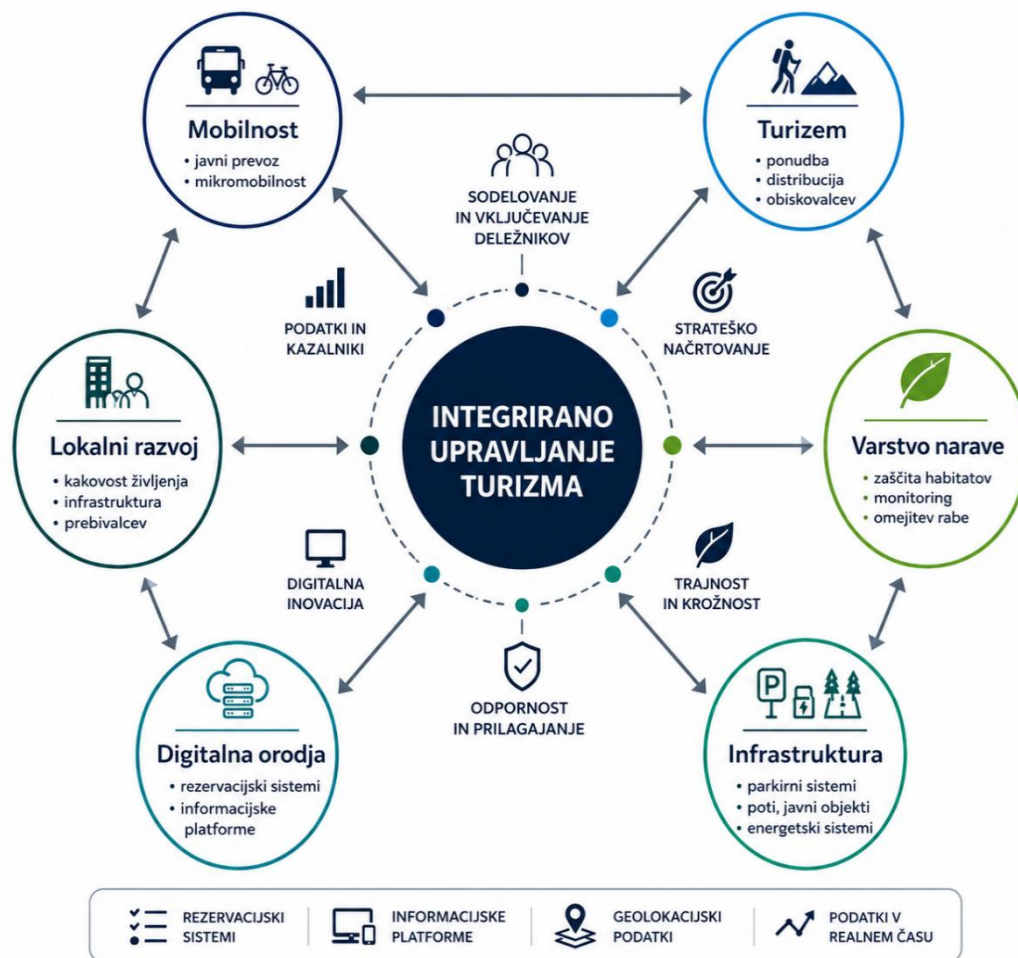 Mobilnost
• javni prevoz
• mikromobilnost
Turizem
• ponudba
• distribucija
• obiskovalcev
SODELOVANJE
IN VKLJUČEVANJE
DELEŽNIKOV
PODATKI IN
KAZALNIKI
STRATEŠKO
NAČRTOVANJE
Lokalni razvoj
• kakovost življenja
• infrastruktura
• prebivalcev
INTEGRIRANO
UPRAVLJANJE
TURIZMA
Varstvo narave
• zaščita habitatov
• monitoring
• omejitev rabe
DIGITALNA
INOVACIJA
TRAJNOST
IN KROŽNOST
ODPORNOST
IN PRILAGAJANJE
Digitalna orodja
• rezervacijski sistemi
• informacijske
platforme
P
Infrastruktura
• parkirni sistemi
• poti, javni objekti
• energetski sistemi
REZERVACIJSKI
SISTEMI
INFORMACIJSKE
PLATFORME
GEOLOKACIJSKI
PODATKI
PODATKI V
REALNEM ČASU